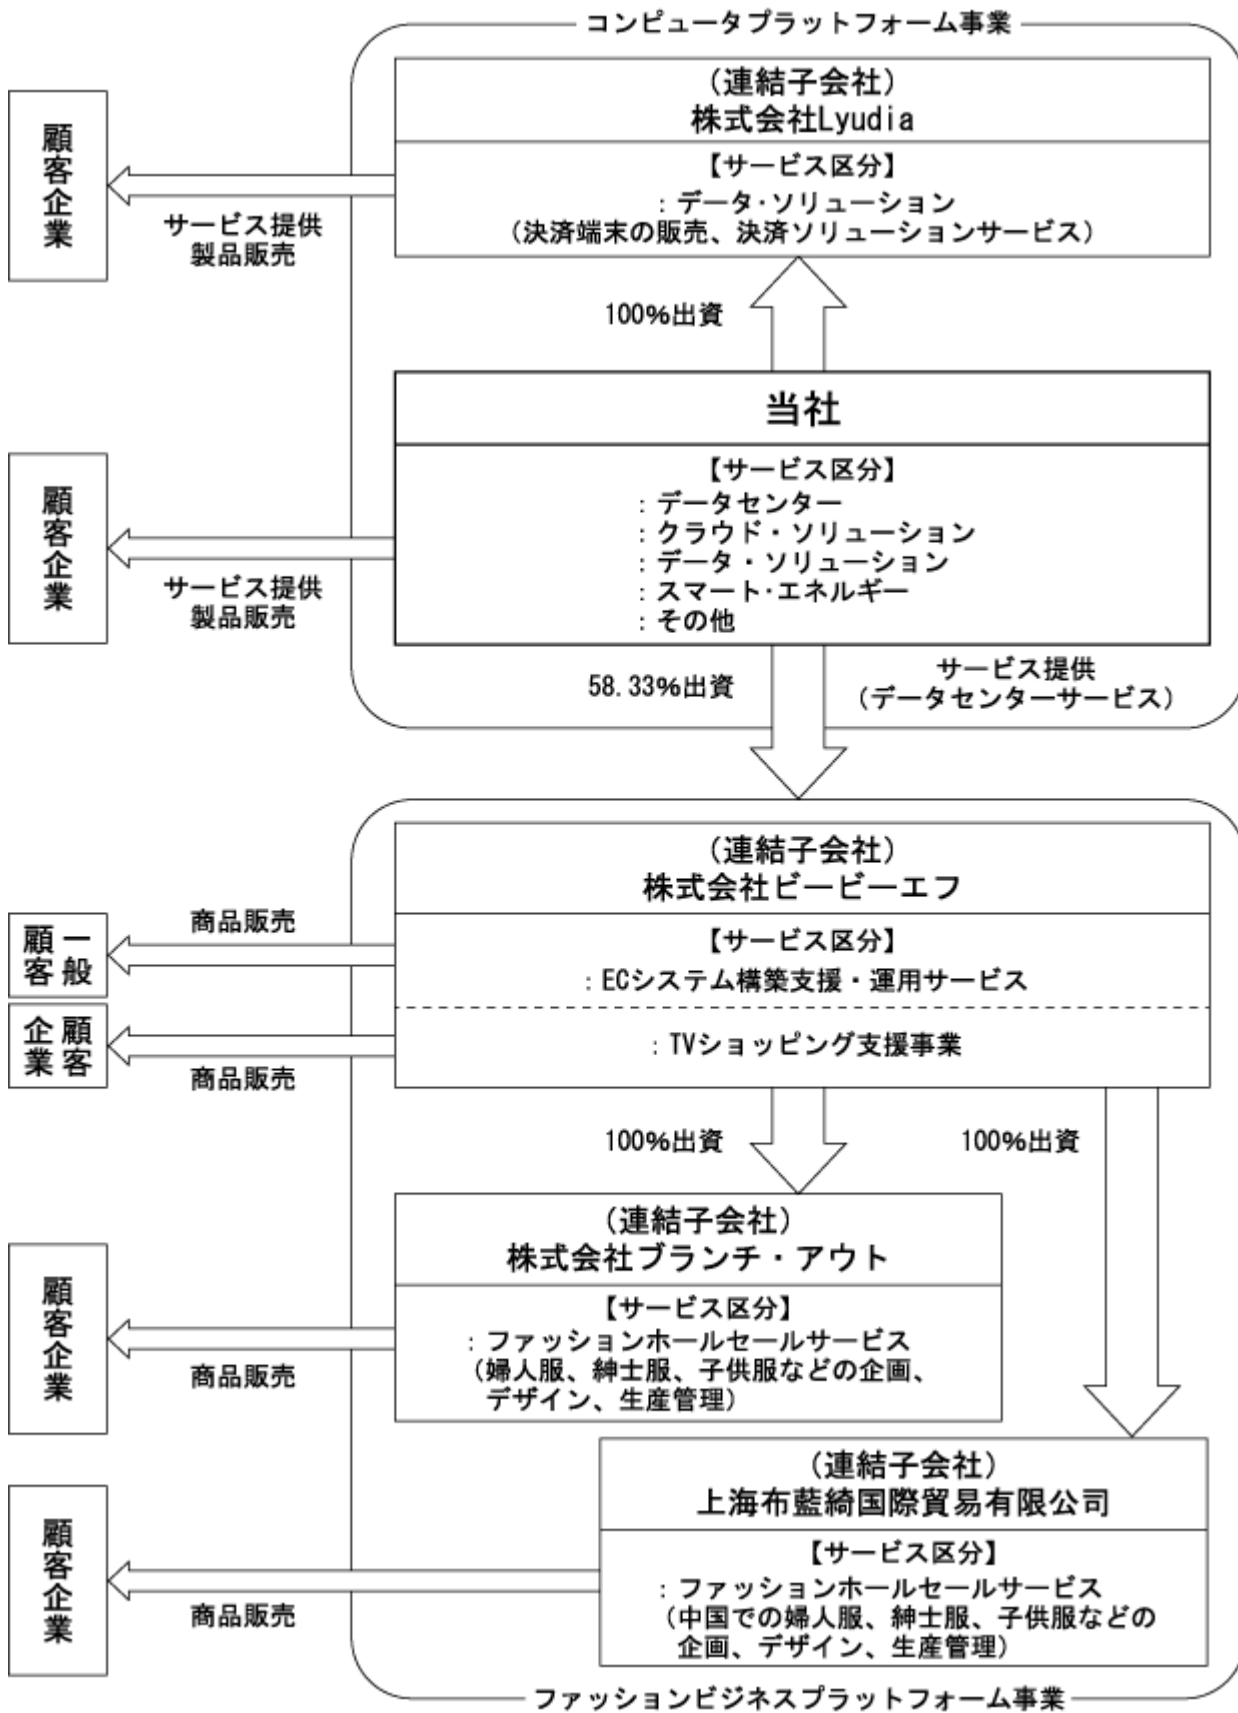 コンピュータプラットフォーム事業
(連結子会社)
株式会社Lyudia
【サービス区分】
：データ・ソリューション
(決済端末の販売、決済ソリューションサービス)
顧客企業
サービス提供
製品販売
100%出資
当社
【サービス区分】
：データセンター
：クラウド・ソリューション
：データ・ソリューション
：スマート・エネルギー
：その他
顧客企業
サービス提供
製品販売
58.33%出資
サービス提供
(データセンターサービス)
(連結子会社)
株式会社ビービーエフ
【サービス区分】
：ECシステム構築支援・運用サービス
：TVショッピング支援事業
一般顧客
商品販売
顧客企業
商品販売
100%出資
100%出資
(連結子会社)
株式会社ブランチ・アウト
【サービス区分】
：ファッションホールセールサービス
(婦人服、紳士服、子供服などの企画、
デザイン、生産管理)
顧客企業
商品販売
(連結子会社)
上海布藍綺国際貿易有限公司
【サービス区分】
：ファッションホールセールサービス
(中国での婦人服、紳士服、子供服などの
企画、デザイン、生産管理)
顧客企業
商品販売
ファッションビジネスプラットフォーム事業